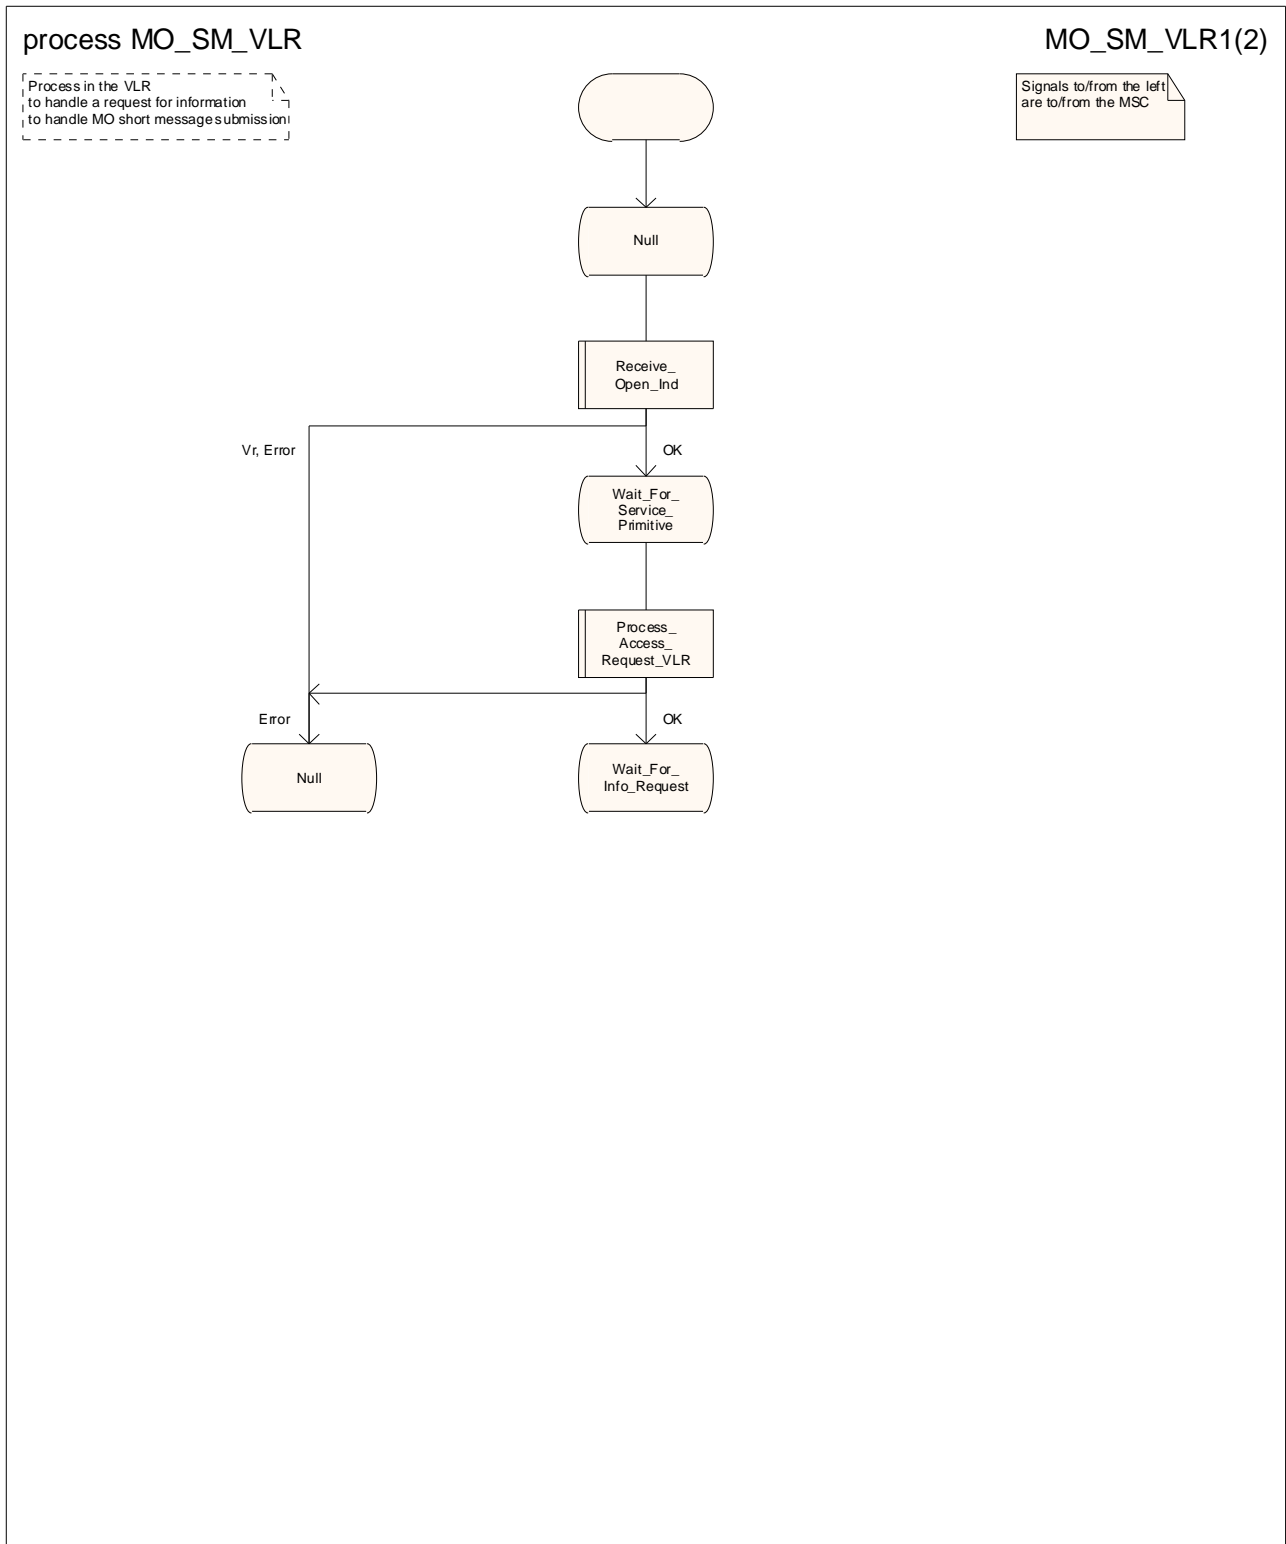 process MO_SM_VLR
MO_SM_VLR1(2)
Process in the VLR
to handle a request for information
to handle MO short message submission
Signals to/from the left
are to/from the MSC
Null
Receive_
Open_Ind
Vr, Error
OK
Wait_For_
Service_
Primitive
Process_
Access_
Request_VLR
Error
OK
Null
Wait_For_
Info_Request